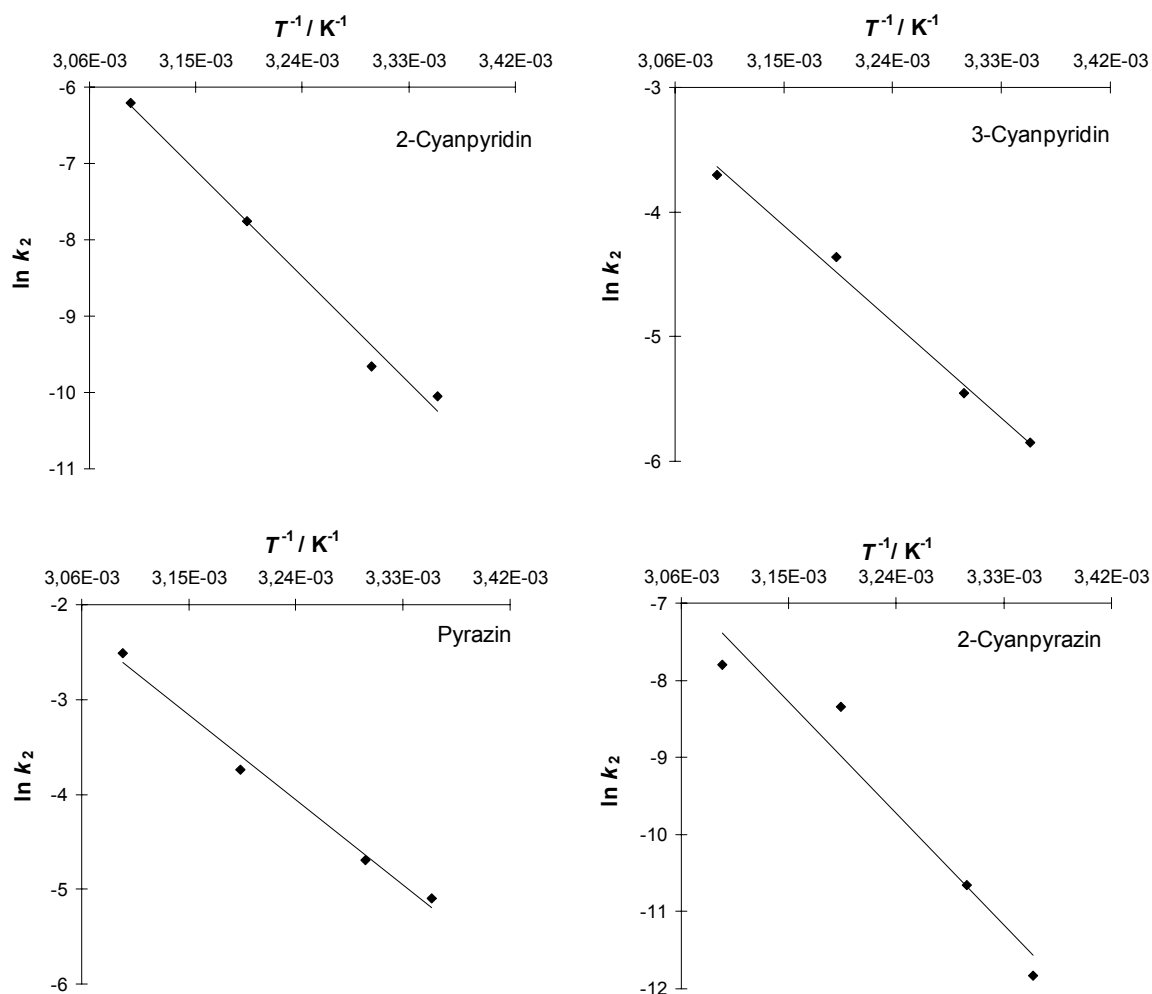 T⁻¹ / K⁻¹
3,06E-03 3,15E-03 3,24E-03 3,33E-03 3,42E-03
-6
2-Cyanpyridin
-7
-8
ln k₂
-9
-10
-11
T⁻¹ / K⁻¹
3,06E-03 3,15E-03 3,24E-03 3,33E-03 3,42E-03
-3
3-Cyanpyridin
-4
ln k₂
-5
-6
T⁻¹ / K⁻¹
3,06E-03 3,15E-03 3,24E-03 3,33E-03 3,42E-03
-2
Pyrazin
-3
-4
ln k₂
-5
-6
T⁻¹ / K⁻¹
3,06E-03 3,15E-03 3,24E-03 3,33E-03 3,42E-03
-7
2-Cyanpyrazin
-8
-9
ln k₂
-10
-11
-12